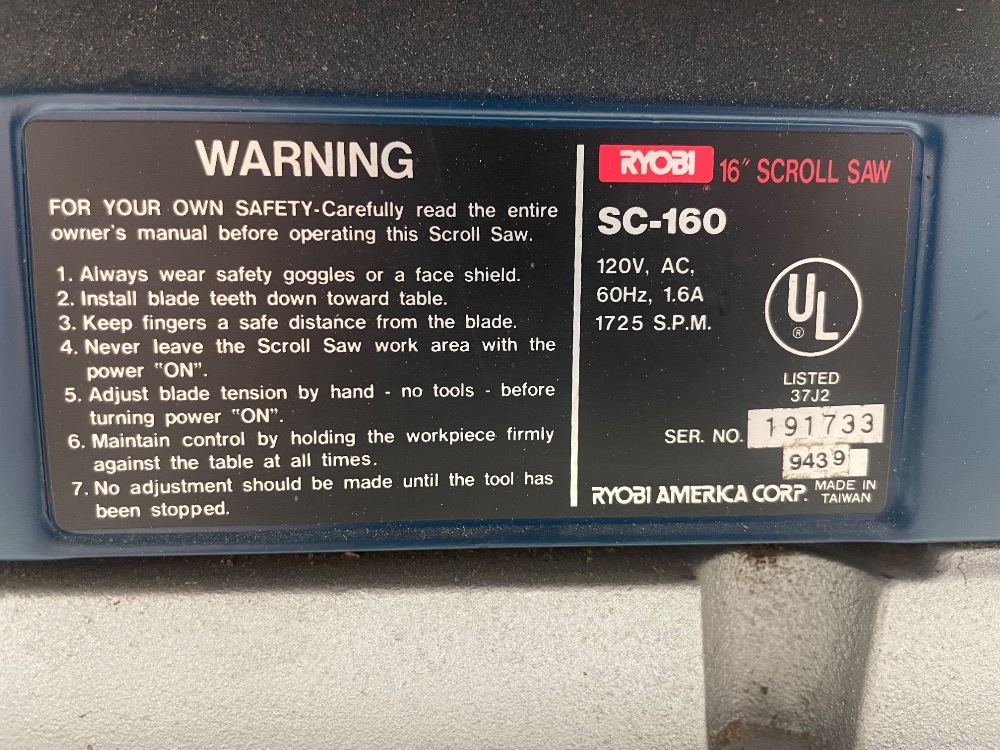 WARNING
FOR YOUR OWN SAFETY-Carefully read the entire
owner's manual before operating this Scroll Saw.
1. Always wear safety goggles or a face shield.
2. Install blade teeth down toward table.
3. Keep fingers a safe distance from the blade.
4. Never leave the Scroll Saw work area with the
power "ON".
5. Adjust blade tension by hand - no tools - before
turning power "ON".
6. Maintain control by holding the workpiece firmly
against the table at all times.
7. No adjustment should be made until the tool has
been stopped.
RYOBI® 16" SCROLL SAW
SC-160
120V, AC,
60Hz, 1.6A
1725 S.P.M.
UL®
LISTED
37J2
SER. NO. 191733
9439
RYOBI AMERICA CORP. MADE IN
TAIWAN